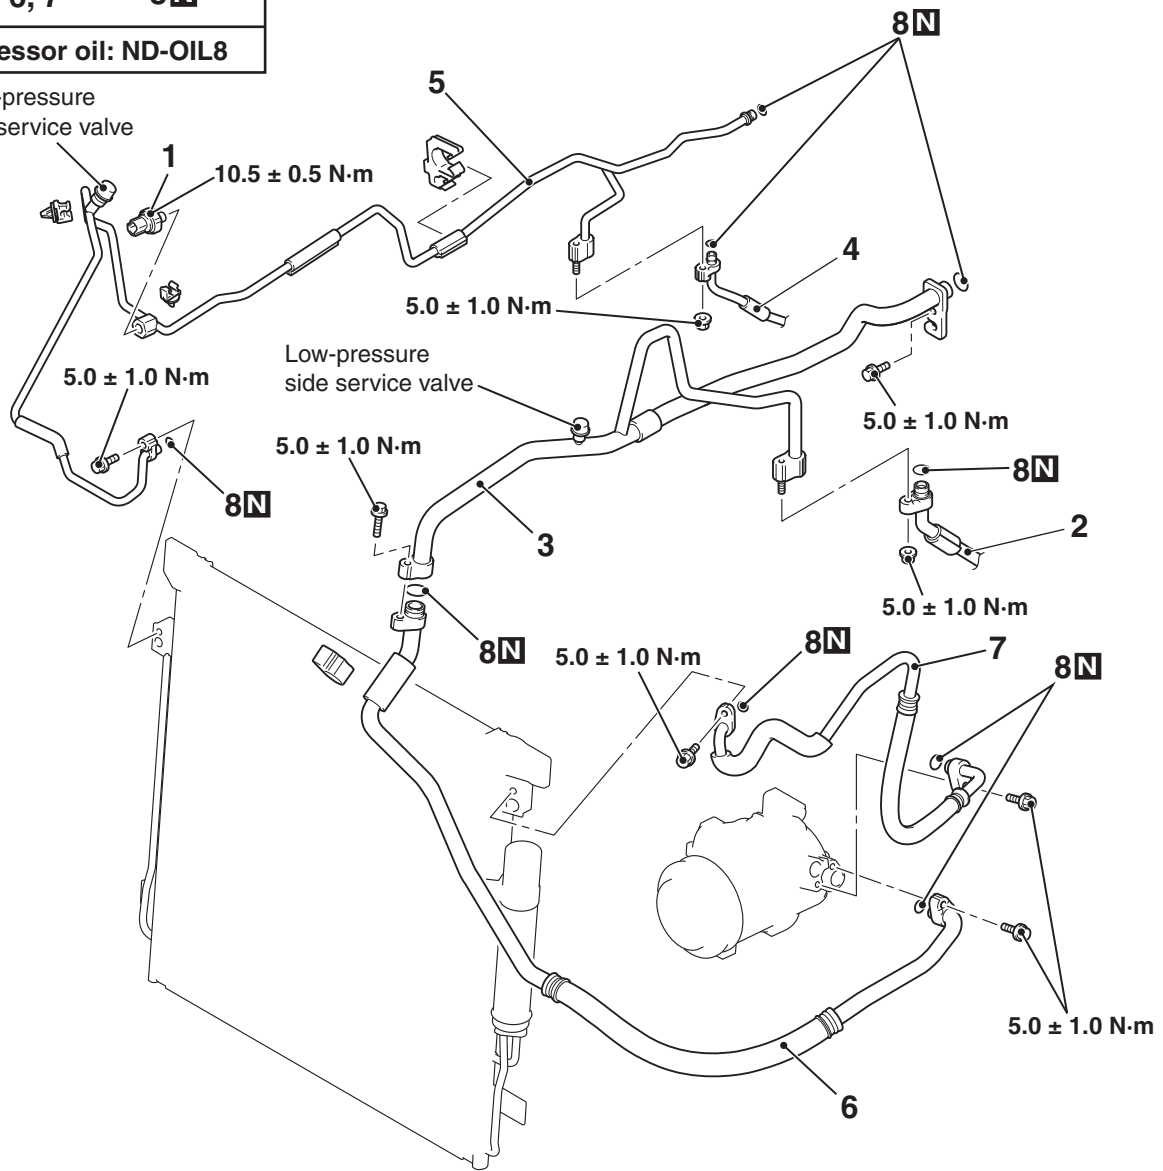 6, 7 8N
essor oil: ND-OIL8
-pressure
service valve
8N
5
1
10.5 ± 0.5 N·m
4
5.0 ± 1.0 N·m
Low-pressure
side service valve
5.0 ± 1.0 N·m
5.0 ± 1.0 N·m
5.0 ± 1.0 N·m
8N
8N
3
2
5.0 ± 1.0 N·m
8N
5.0 ± 1.0 N·m
8N
7
8N
5.0 ± 1.0 N·m
6